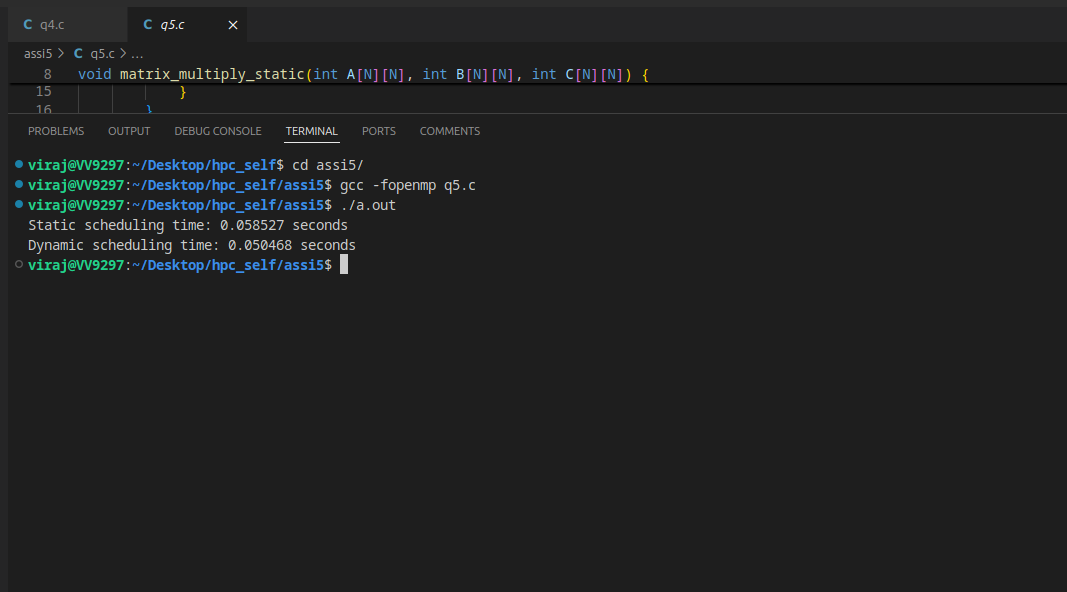 C q4.c C q5.c ×
assi5 > C q5.c > ...
8 void matrix_multiply_static(int A[N][N], int B[N][N], int C[N][N]) {
15 }
16 }
PROBLEMS OUTPUT DEBUG CONSOLE TERMINAL PORTS COMMENTS
viraj@VV9297:~/Desktop/hpc_self$ cd assi5/
viraj@VV9297:~/Desktop/hpc_self/assi5$ gcc -fopenmp q5.c
viraj@VV9297:~/Desktop/hpc_self/assi5$ ./a.out
Static scheduling time: 0.058527 seconds
Dynamic scheduling time: 0.050468 seconds
viraj@VV9297:~/Desktop/hpc_self/assi5$